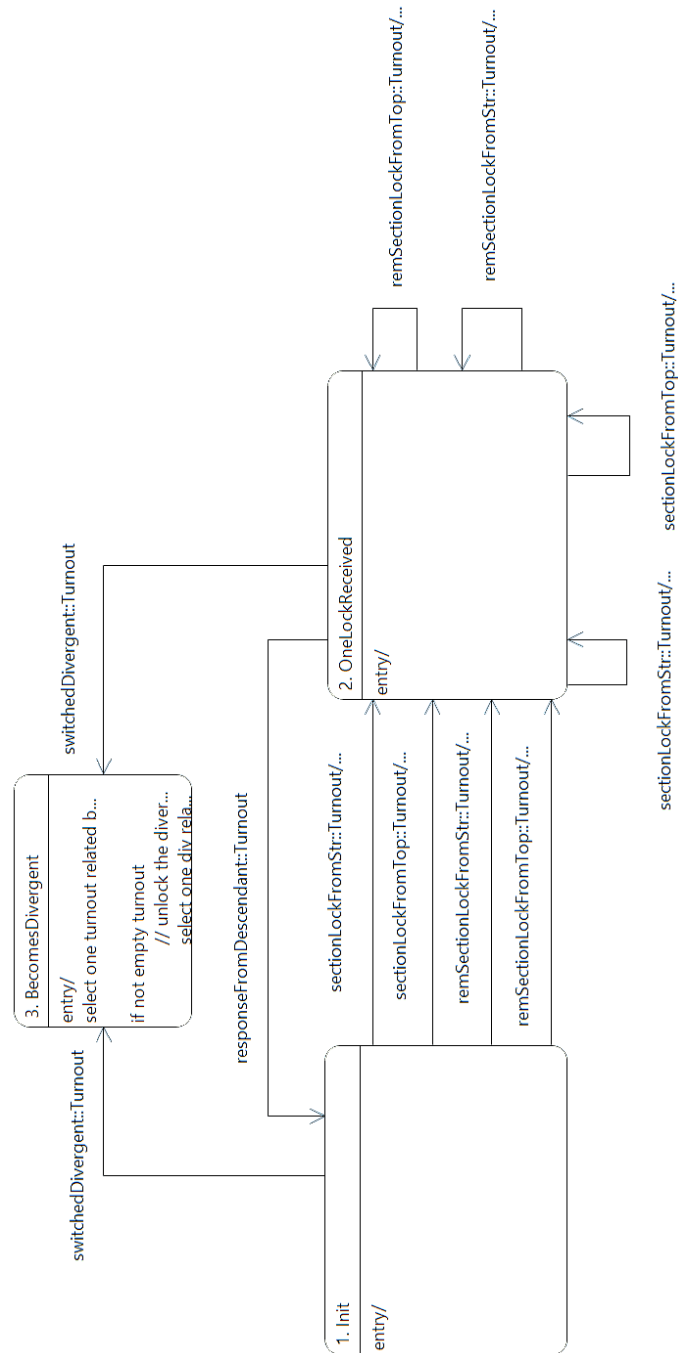 3. BecomesDivergent
entry/
select one turnout related b...
if not empty turnout
// unlock the diver...
select one div rela...
switchedDivergent::Turnout
switchedDivergent::Turnout
responseFromDescendant::Turnout
1. Init
entry/
sectionLockFromStr::Turnout/...
sectionLockFromTop::Turnout/...
remSectionLockFromStr::Turnout/...
remSectionLockFromTop::Turnout/...
2. OneLockReceived
entry/
remSectionLockFromTop::Turnout/...
remSectionLockFromStr::Turnout/...
sectionLockFromStr::Turnout/...
sectionLockFromTop::Turnout/...